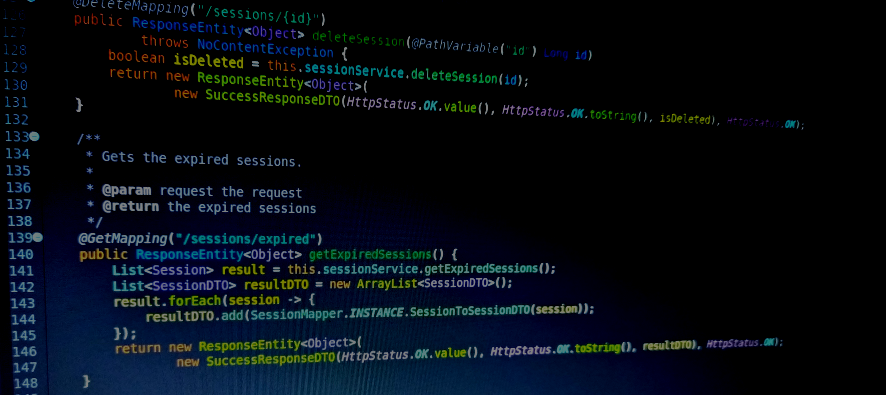 @DeleteMapping("/sessions/{id}")
127 public ResponseEntity<Object> deleteSession(@PathVariable("id") Long id)
128 throws NoContentException {
129 boolean isDeleted = this.sessionService.deleteSession(id);
130 return new ResponseEntity<Object>(
131 new SuccessResponseDTO(HttpStatus.OK.value(), HttpStatus.OK.toString(), isDeleted), HttpStatus.OK);
132 }
133
134 /**
135 * Gets the expired sessions.
136 *
137 * @param request the request
138 * @return the expired sessions
139 */
140 @GetMapping("/sessions/expired")
141 public ResponseEntity<Object> getExpiredSessions() {
142 List<Session> result = this.sessionService.getExpiredSessions();
143 List<SessionDTO> resultDTO = new ArrayList<SessionDTO>();
144 result.forEach(session -> {
145 resultDTO.add(SessionMapper.INSTANCE.SessionToSessionDTO(session));
146 });
147 return new ResponseEntity<Object>(
148 new SuccessResponseDTO(HttpStatus.OK.value(), HttpStatus.OK.toString(), resultDTO), HttpStatus.OK);
}